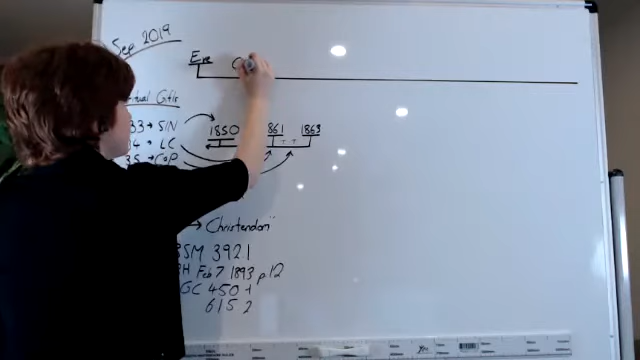 Sep 2019
Eve
ritual Gifts
33 → SIN
4 → LC
35 → COP
1850 861 1863
→ Christendom"
SM 3921
H Feb 7 1893 p.12
GC 450 1
615 2